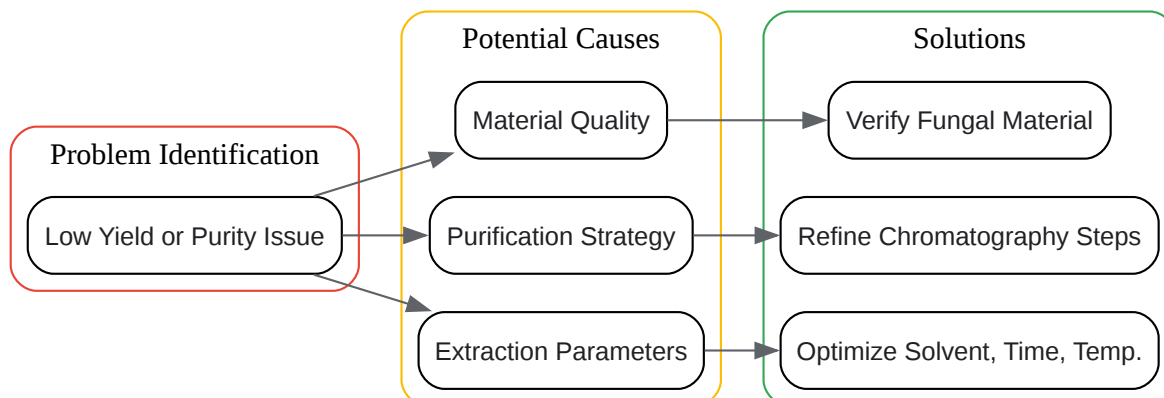 Problem Identification
Low Yield or Purity Issue
Potential Causes
Material Quality
Purification Strategy
Extraction Parameters
Solutions
Verify Fungal Material
Refine Chromatography Steps
Optimize Solvent, Time, Temp.